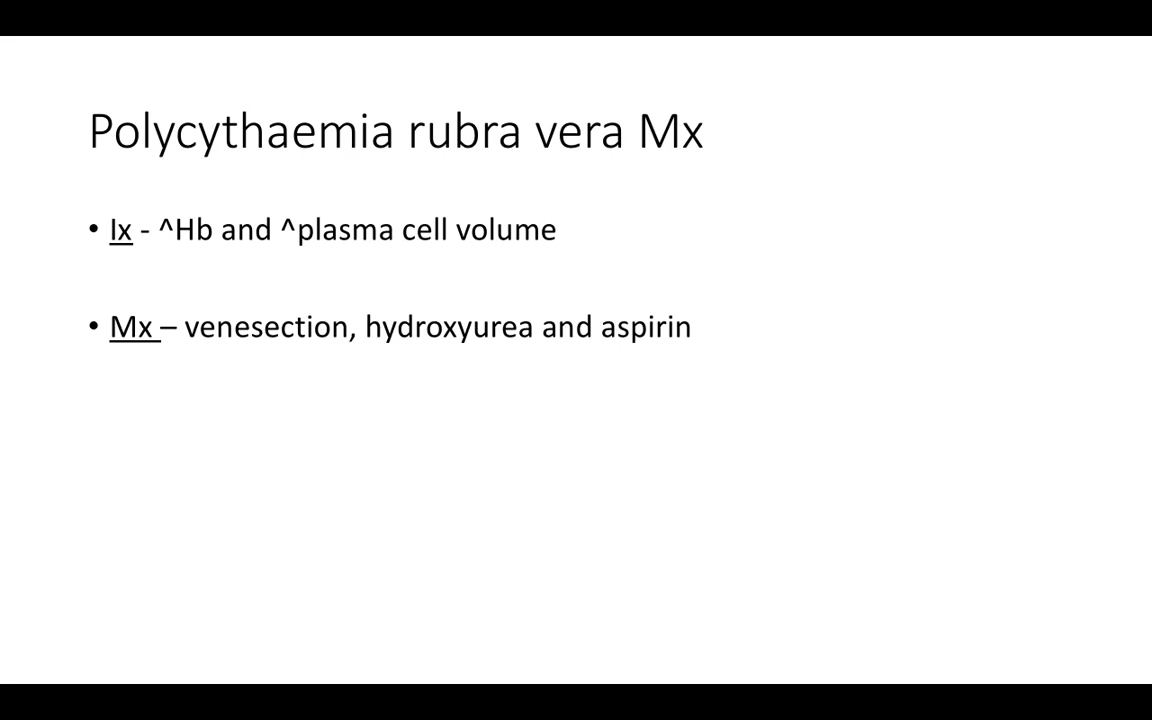 Polycythaemia rubra vera Mx
• Ix - ^Hb and ^plasma cell volume
• Mx – venesection, hydroxyurea and aspirin